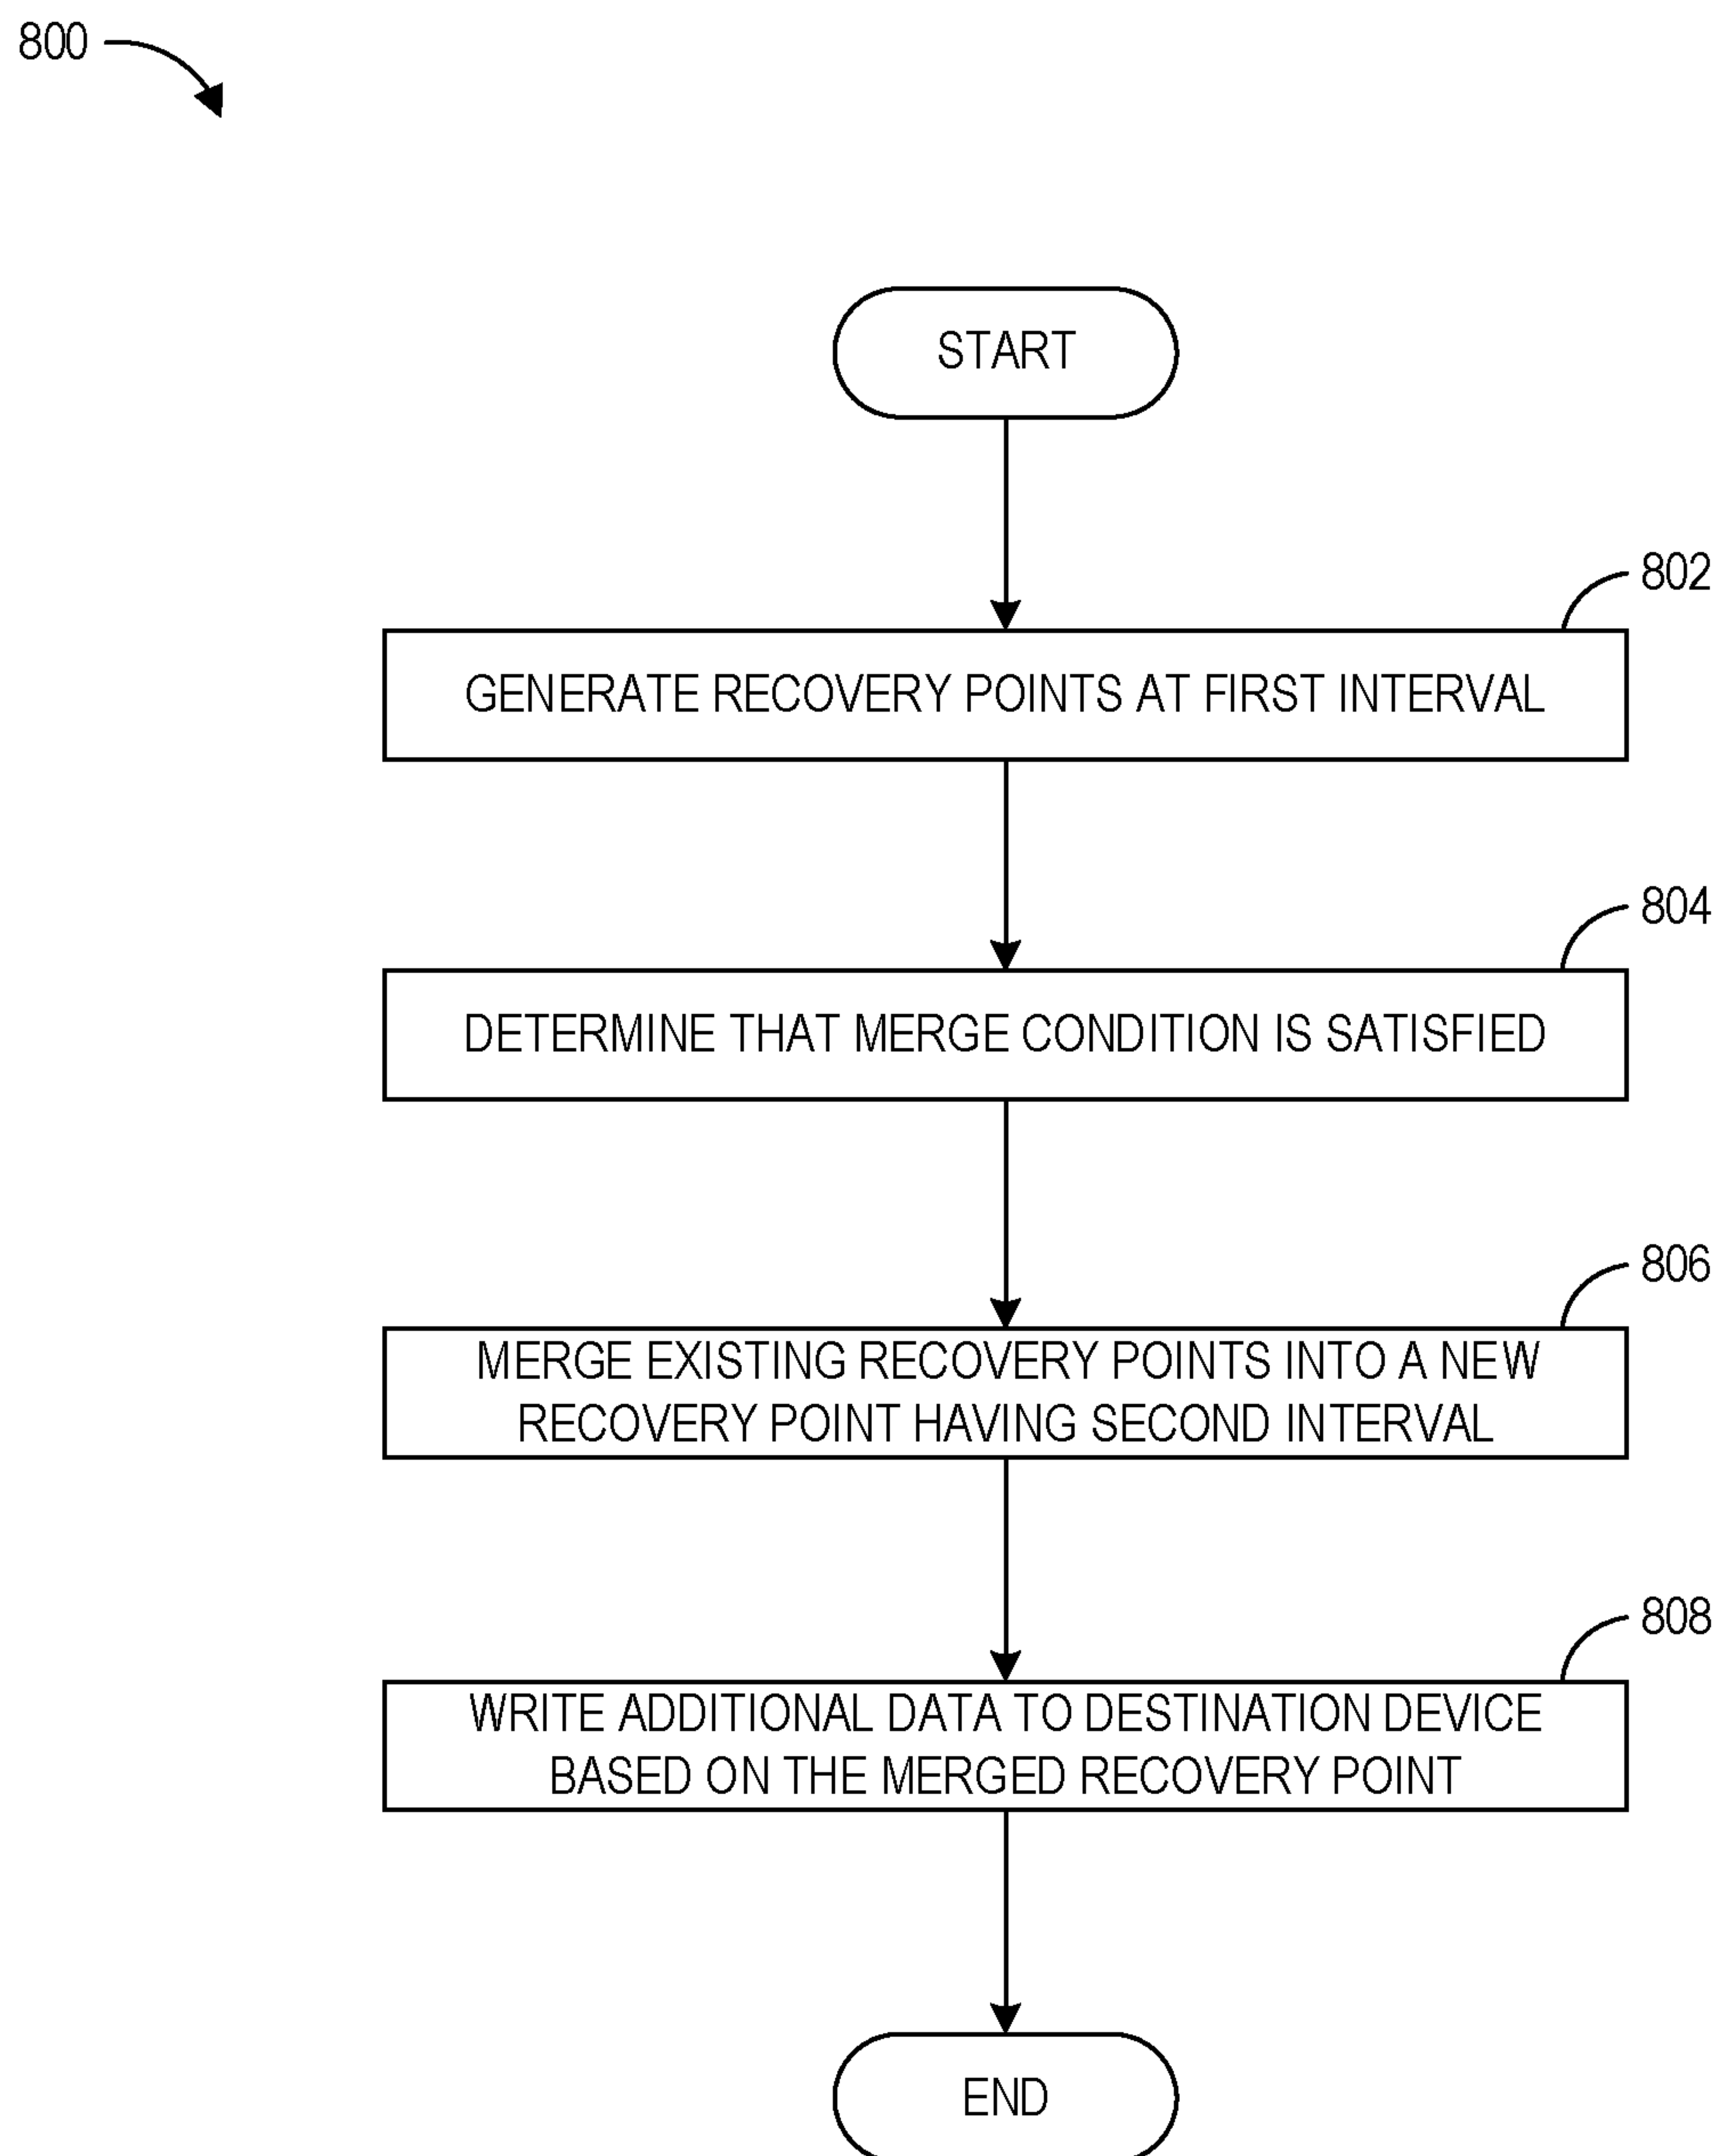 800
START
802
GENERATE RECOVERY POINTS AT FIRST INTERVAL
804
DETERMINE THAT MERGE CONDITION IS SATISFIED
806
MERGE EXISTING RECOVERY POINTS INTO A NEW
RECOVERY POINT HAVING SECOND INTERVAL
808
WRITE ADDITIONAL DATA TO DESTINATION DEVICE
BASED ON THE MERGED RECOVERY POINT
END